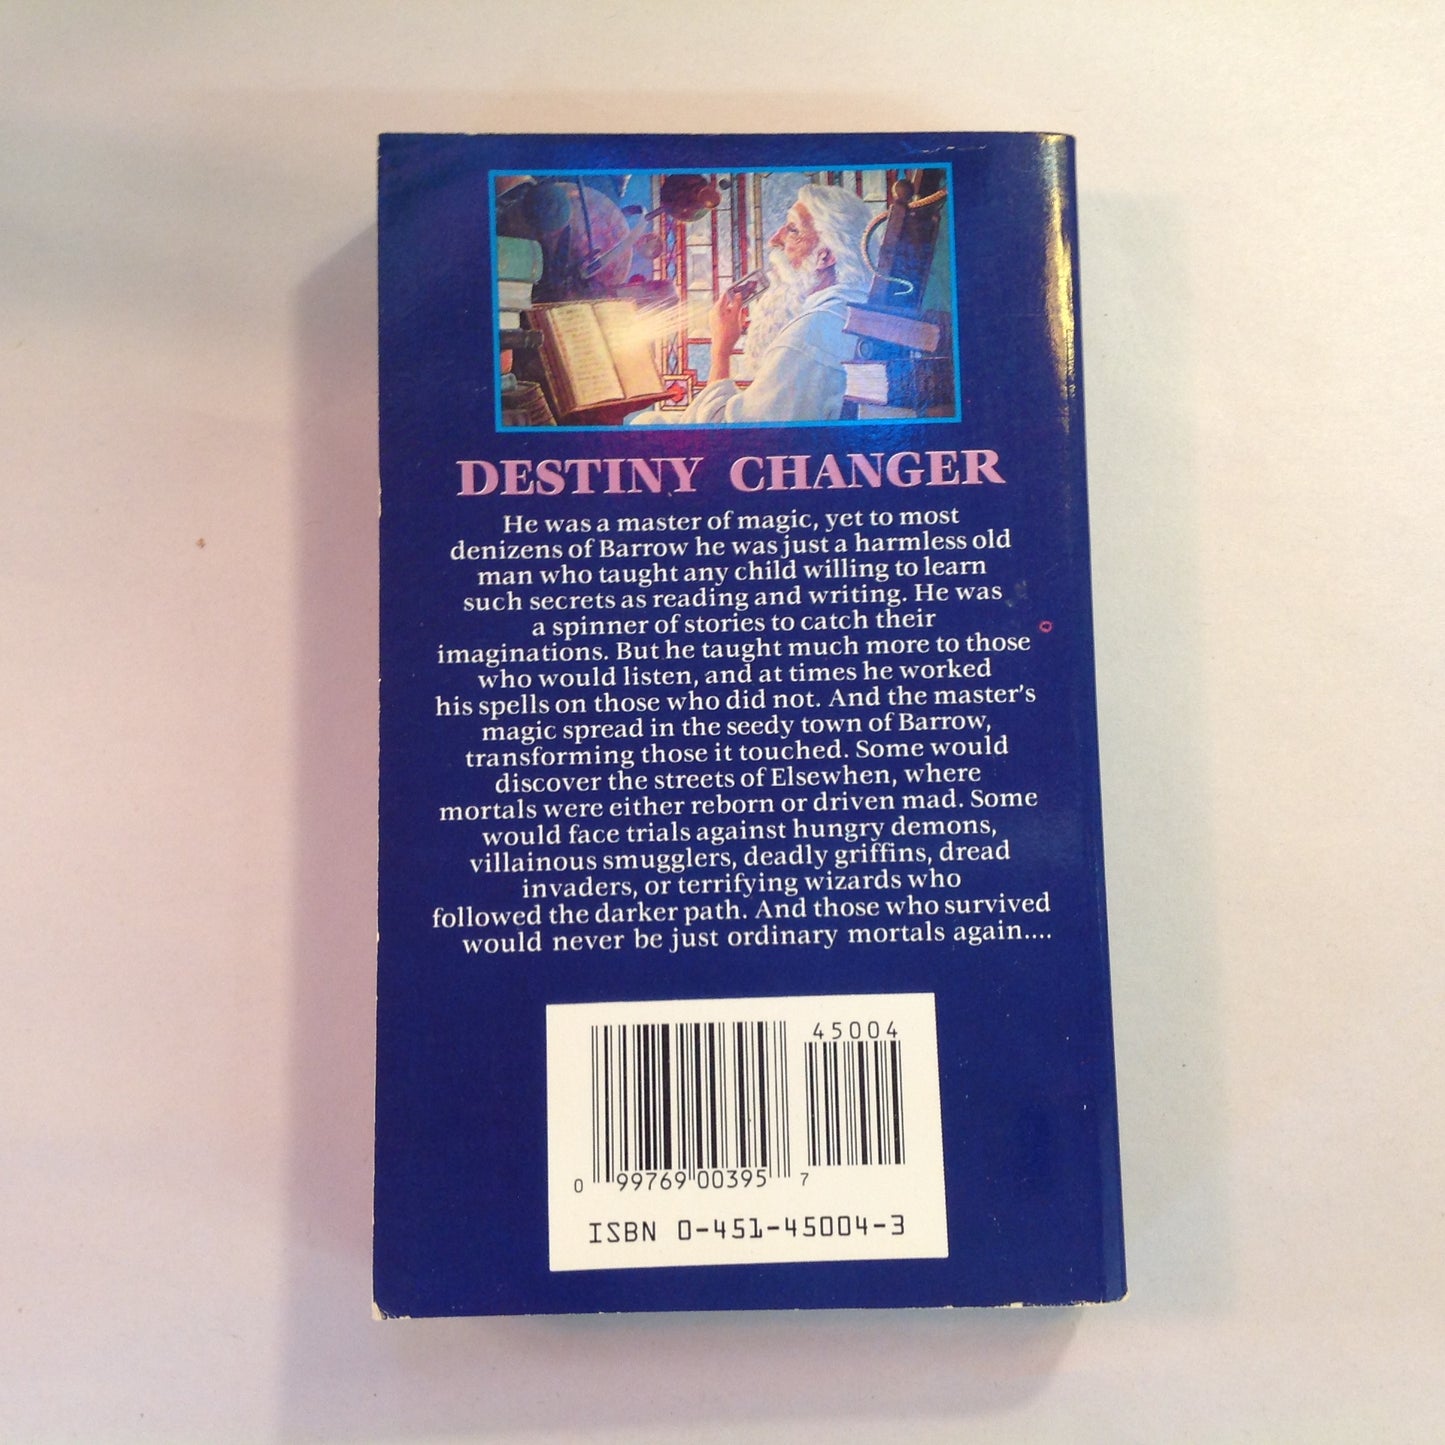 DESTINY CHANGER
He was a master of magic, yet to most
denizens of Barrow he was just a harmless old
man who taught any child willing to learn
such secrets as reading and writing. He was
a spinner of stories to catch their
imaginations. But he taught much more to those
who would listen, and at times he worked
his spells on those who did not. And the master's
magic spread in the seedy town of Barrow,
transforming those it touched. Some would
discover the streets of Elsewhen, where
mortals were either reborn or driven mad. Some
would face trials against hungry demons,
villainous smugglers, deadly griffins, dread
invaders, or terrifying wizards who
followed the darker path. And those who survived
would never be just ordinary mortals again....
45004
0 99769 00395 7
ISBN 0-451-45004-3